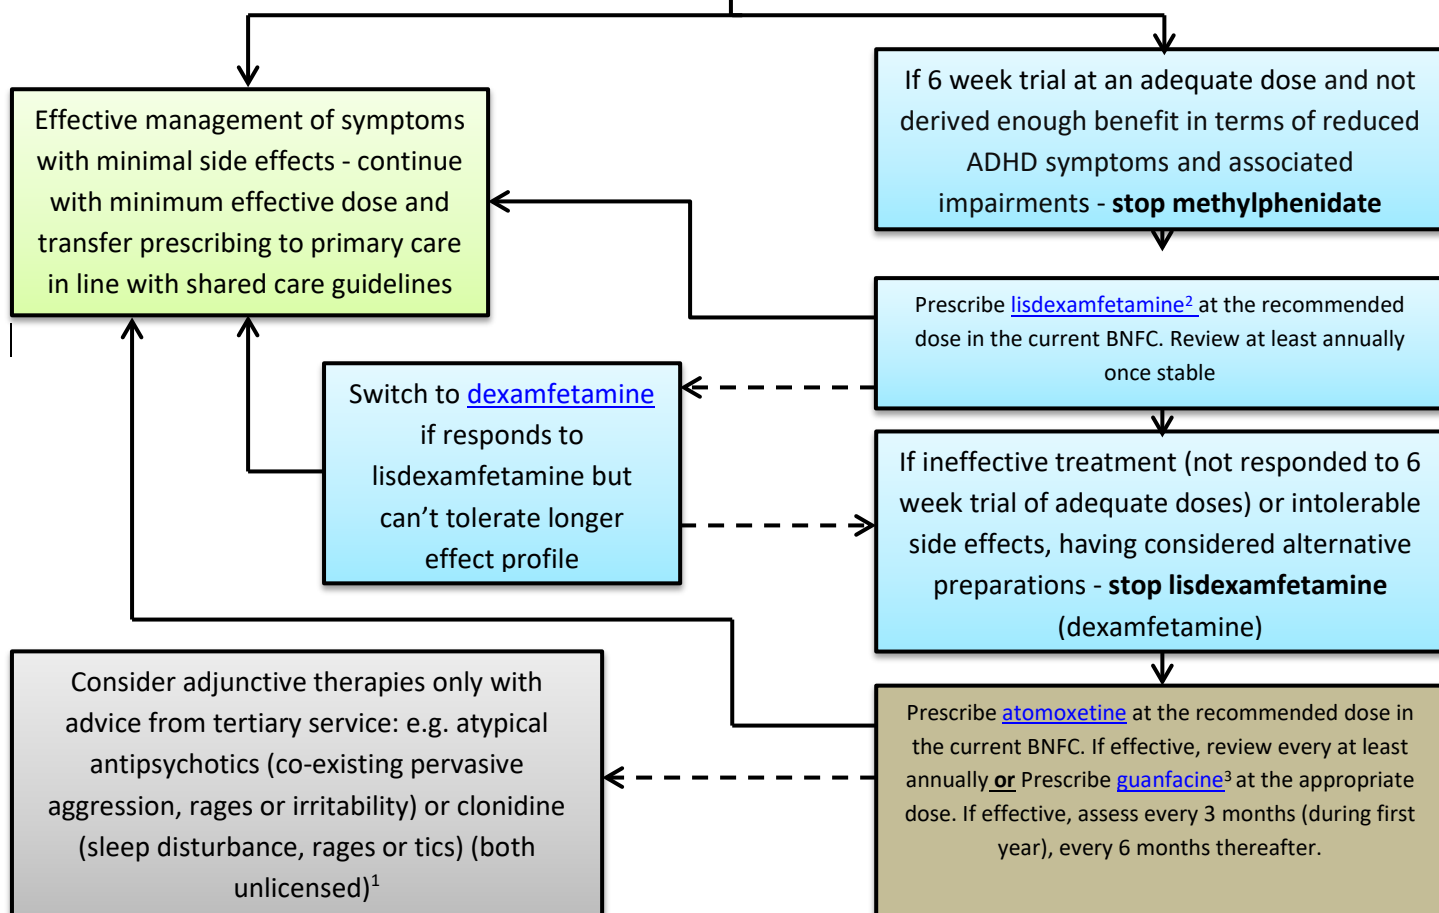 Effective management of symptoms
with minimal side effects - continue
with minimum effective dose and
transfer prescribing to primary care
in line with shared care guidelines
If 6 week trial at an adequate dose and not
derived enough benefit in terms of reduced
ADHD symptoms and associated
impairments - stop methylphenidate
Prescribe lisdexamfetamine² at the recommended
dose in the current BNFC. Review at least annually
once stable
Switch to dexamfetamine
if responds to
lisdexamfetamine but
can’t tolerate longer
effect profile
If ineffective treatment (not responded to 6
week trial of adequate doses) or intolerable
side effects, having considered alternative
preparations - stop lisdexamfetamine
(dexamfetamine)
Consider adjunctive therapies only with
advice from tertiary service: e.g. atypical
antipsychotics (co-existing pervasive
aggression, rages or irritability) or clonidine
(sleep disturbance, rages or tics) (both
unlicensed)¹
Prescribe atomoxetine at the recommended dose in
the current BNFC. If effective, review every at least
annually or Prescribe guanfacine³ at the appropriate
dose. If effective, assess every 3 months (during first
year), every 6 months thereafter.